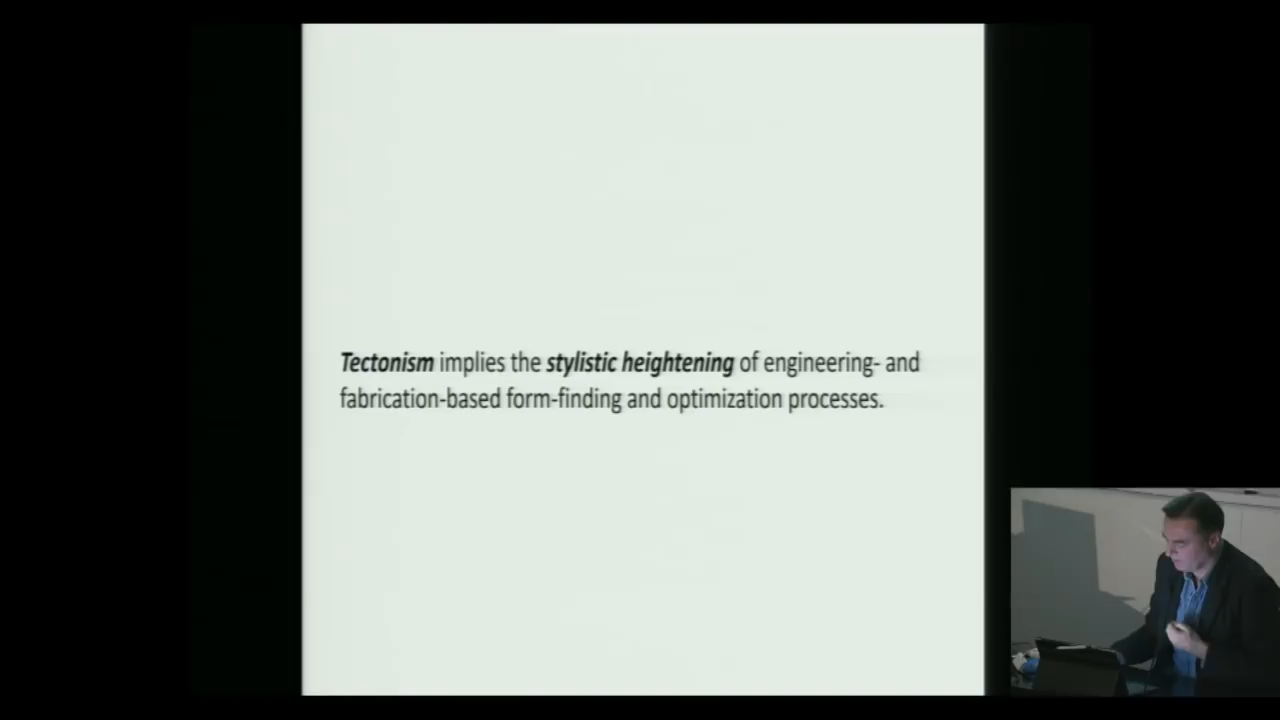 Tectonism implies the stylistic heightening of engineering- and
fabrication-based form-finding and optimization processes.